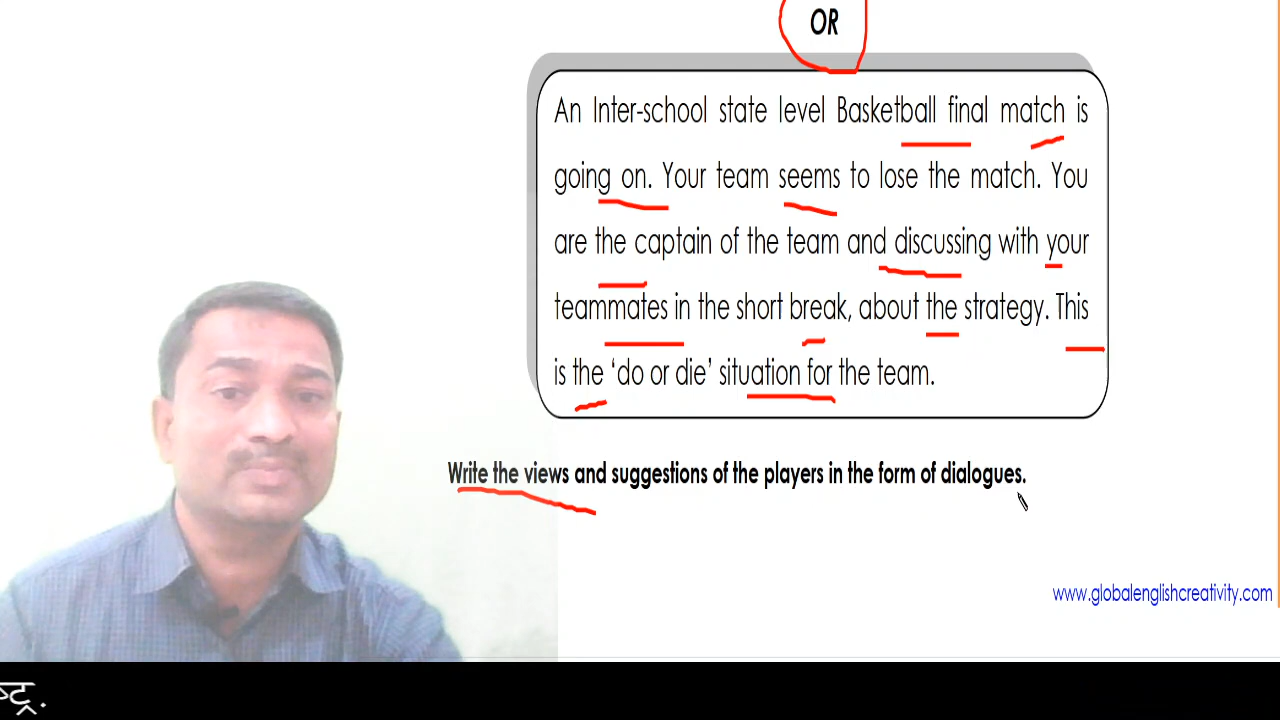 OR
An Inter-school state level Basketball final match is
going on. Your team seems to lose the match. You
are the captain of the team and discussing with your
teammates in the short break, about the strategy. This
is the ‘do or die’ situation for the team.
Write the views and suggestions of the players in the form of dialogues.
www.globalenglishcreativity.com
ष्ट्र.